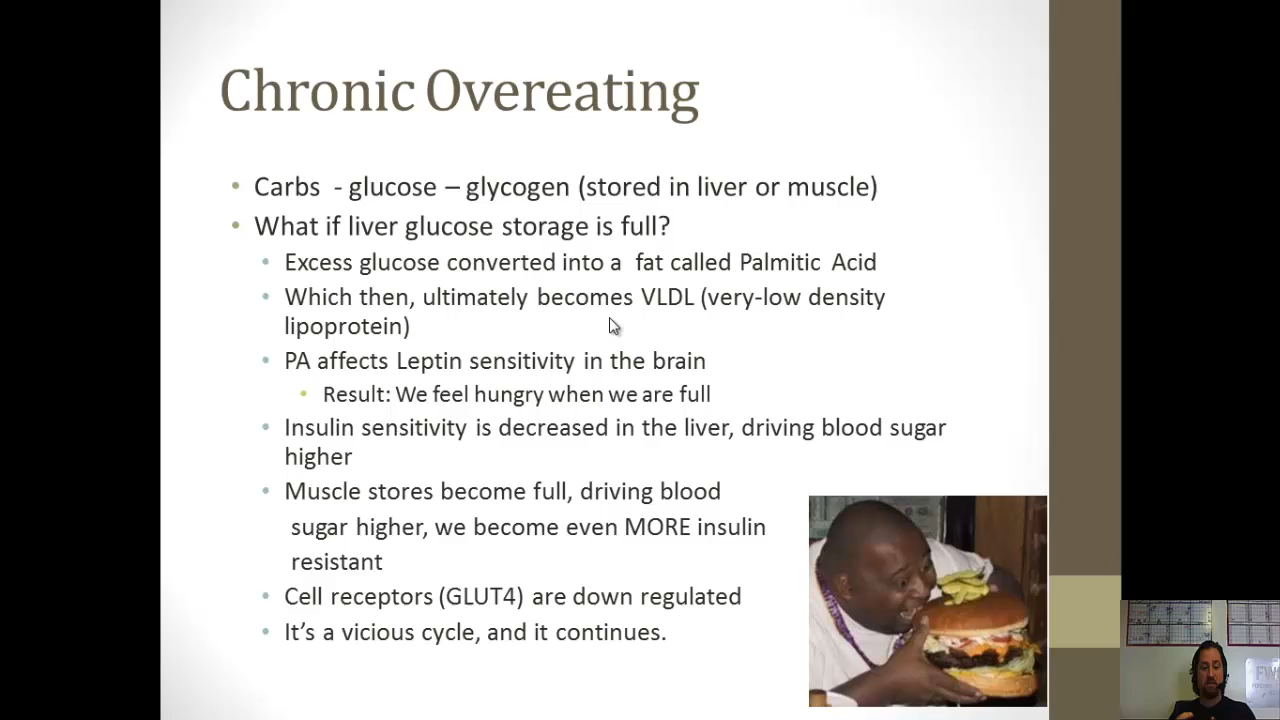 Chronic Overeating
Carbs - glucose – glycogen (stored in liver or muscle)
What if liver glucose storage is full?
Excess glucose converted into a fat called Palmitic Acid
Which then, ultimately becomes VLDL (very-low density
lipoprotein)
PA affects Leptin sensitivity in the brain
Result: We feel hungry when we are full
Insulin sensitivity is decreased in the liver, driving blood sugar
higher
Muscle stores become full, driving blood
sugar higher, we become even MORE insulin
resistant
Cell receptors (GLUT4) are down regulated
It's a vicious cycle, and it continues.